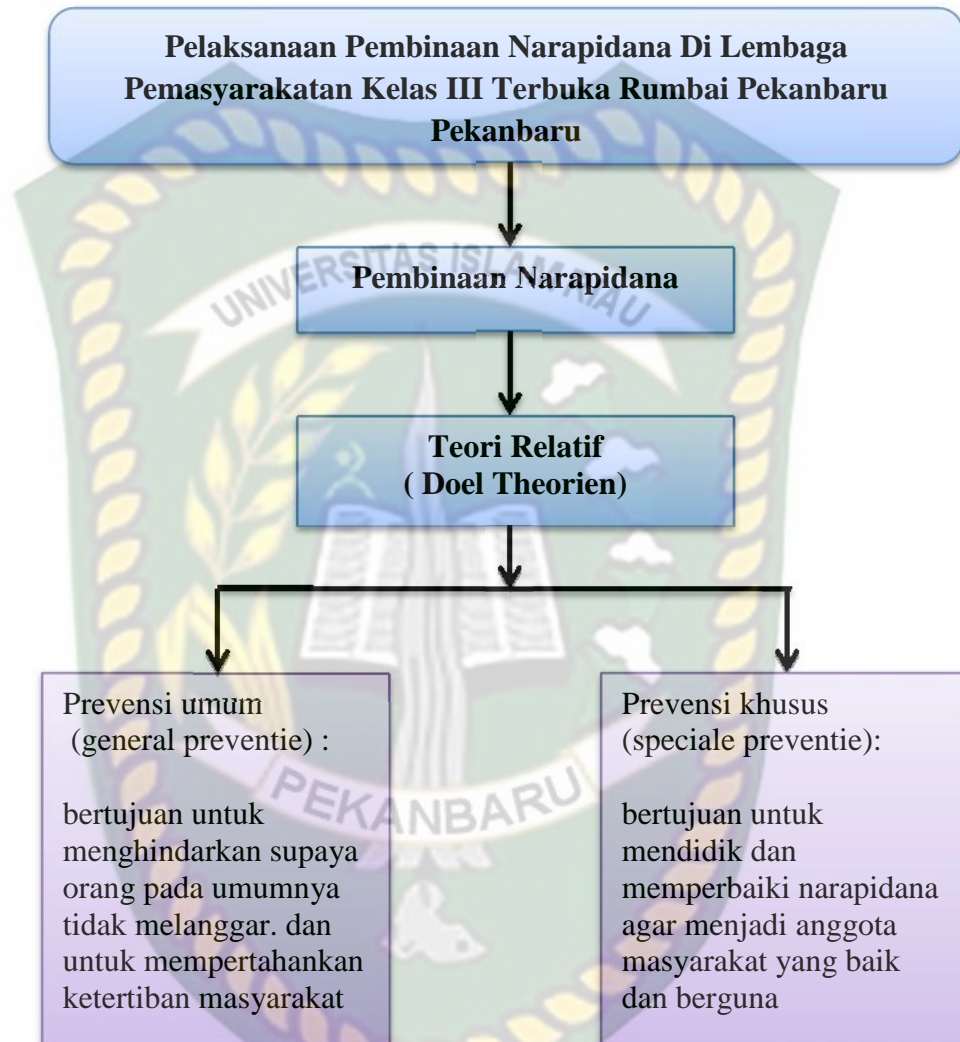 Pelaksanaan Pembinaan Narapidana Di Lembaga
Pemasyarakatan Kelas III Terbuka Rumbai Pekanbaru
Pekanbaru
UNIVERSITAS ISLAM RIAU
Pembinaan Narapidana
Teori Relatif
( Doel Theorien)
Prevensi umum
(general preventie) :
bertujuan untuk
menghindarkan supaya
orang pada umumnya
tidak melanggar. dan
untuk mempertahankan
ketertiban masyarakat
Prevensi khusus
(speciale preventie):
bertujuan untuk
mendidik dan
memperbaiki narapidana
agar menjadi anggota
masyarakat yang baik
dan berguna
PEKANBARU